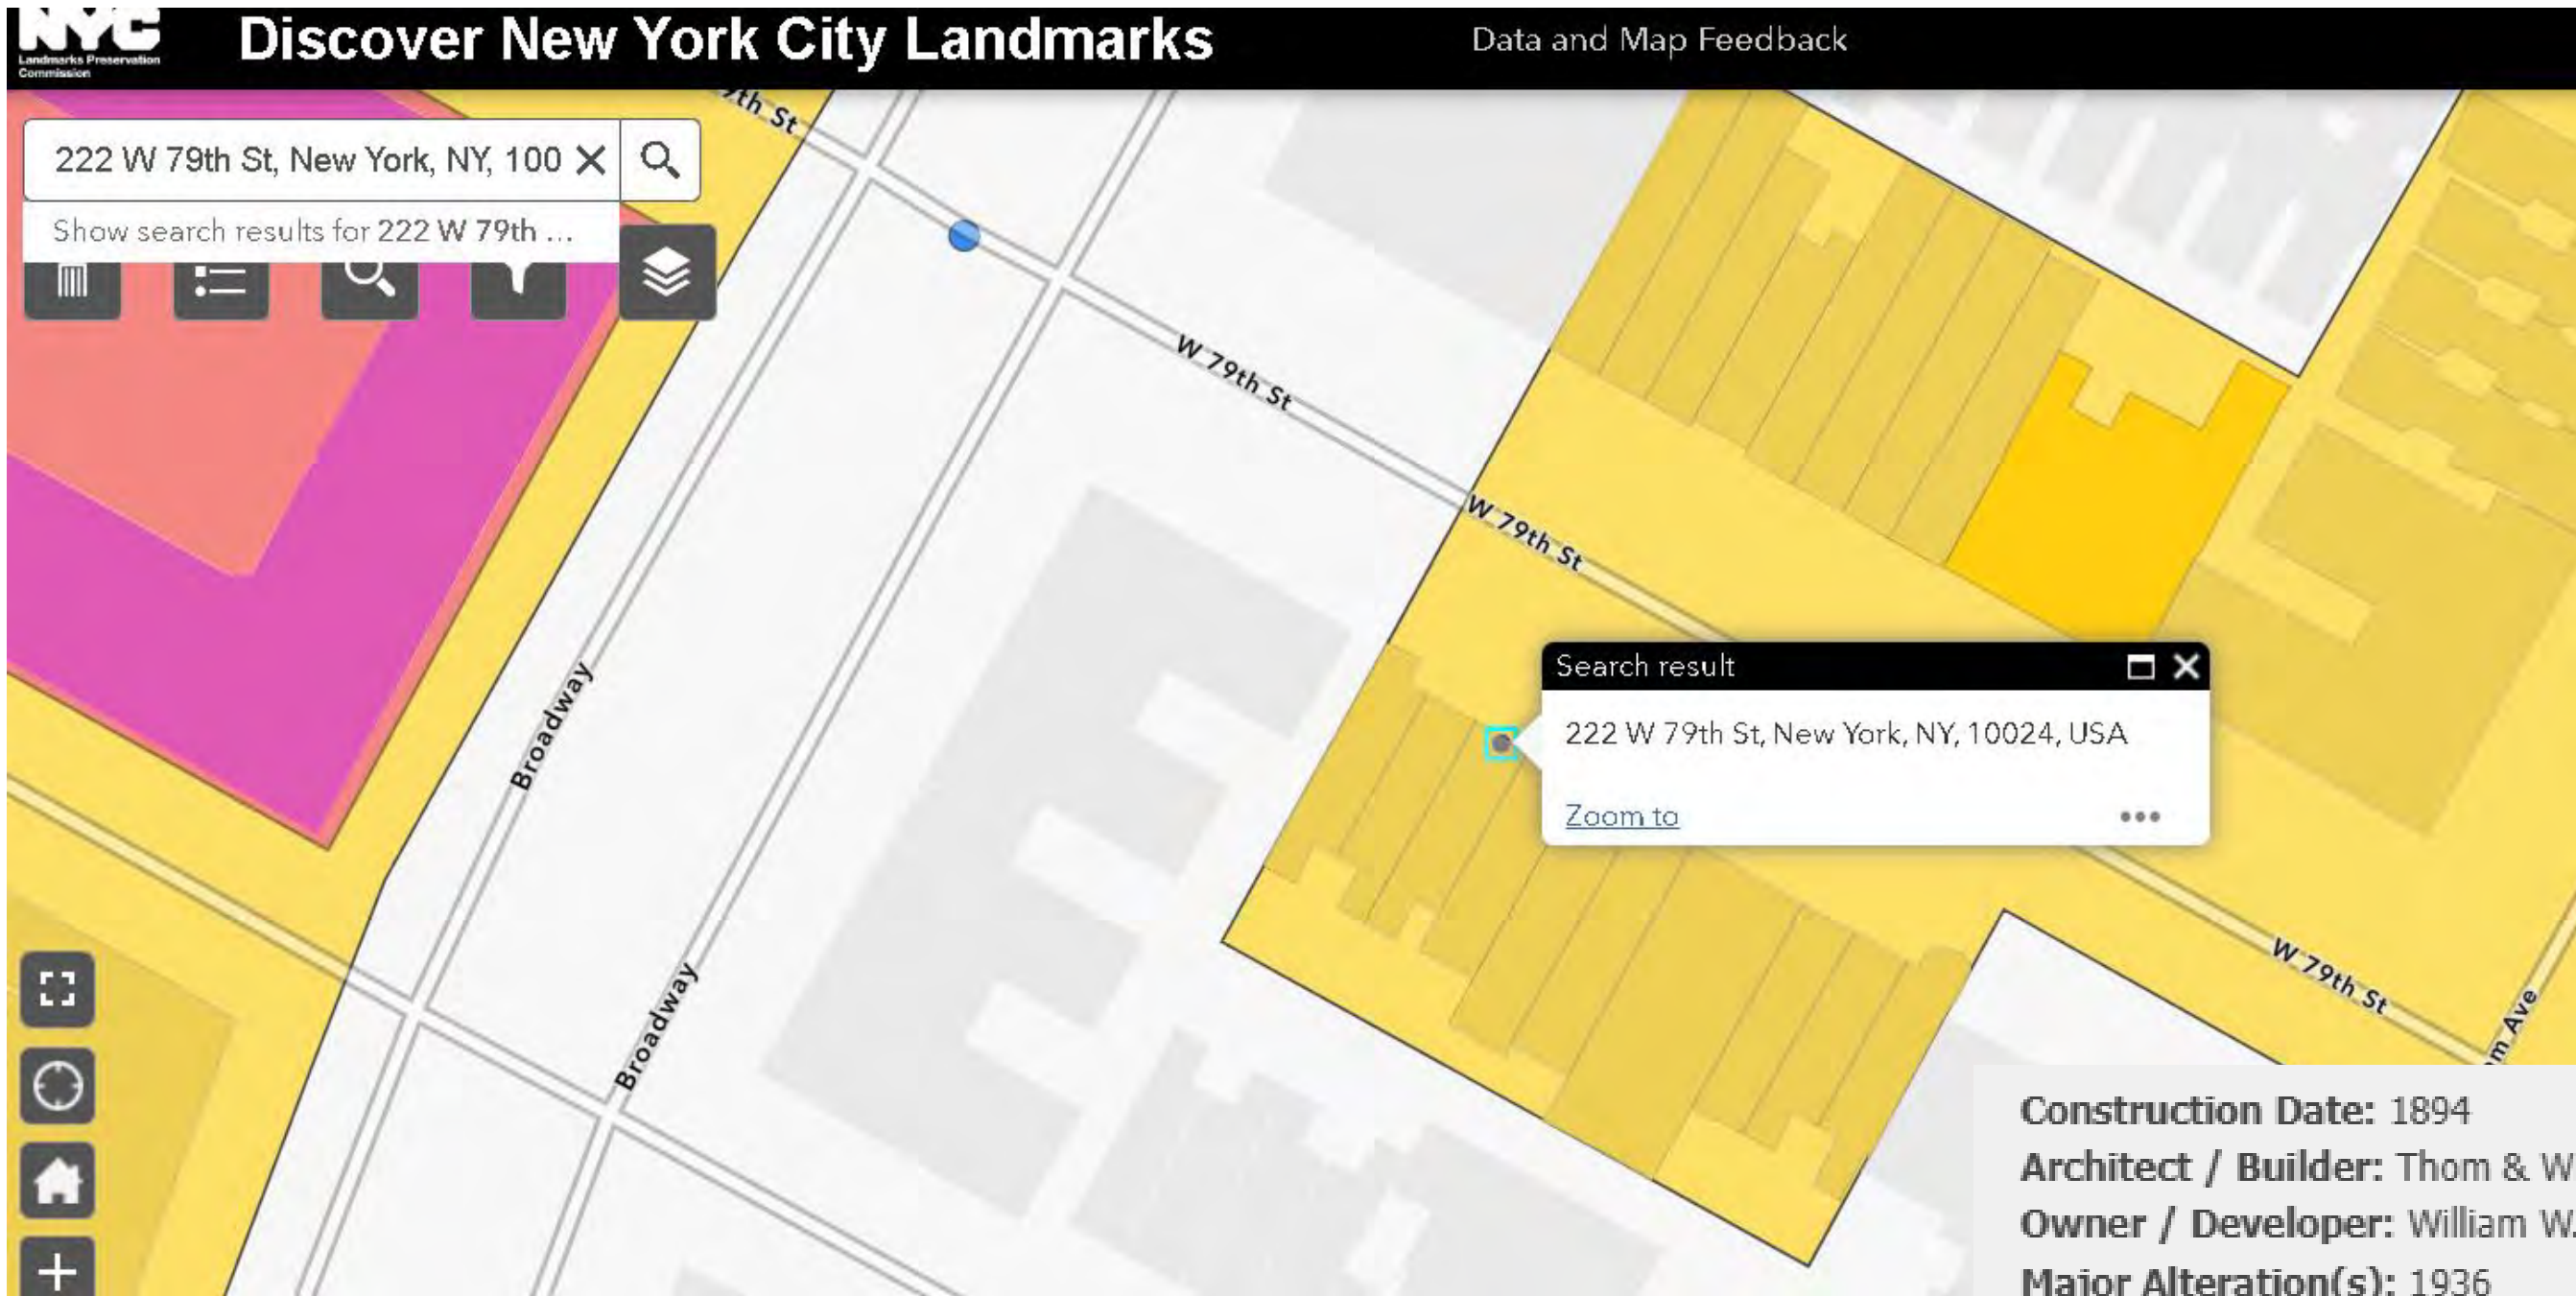 NYC
Landmarks Preservation
Commission
Discover New York City Landmarks
Data and Map Feedback
222 W 79th St, New York, NY, 100
Show search results for 222 W 79th ...
9th St
W 79th St
W 79th St
Search result
222 W 79th St, New York, NY, 10024, USA
Zoom to
Broadway
Broadway
W 79th St
m Ave
Construction Date: 1894
Architect / Builder: Thom & W
Owner / Developer: William W.
Major Alteration(s): 1936